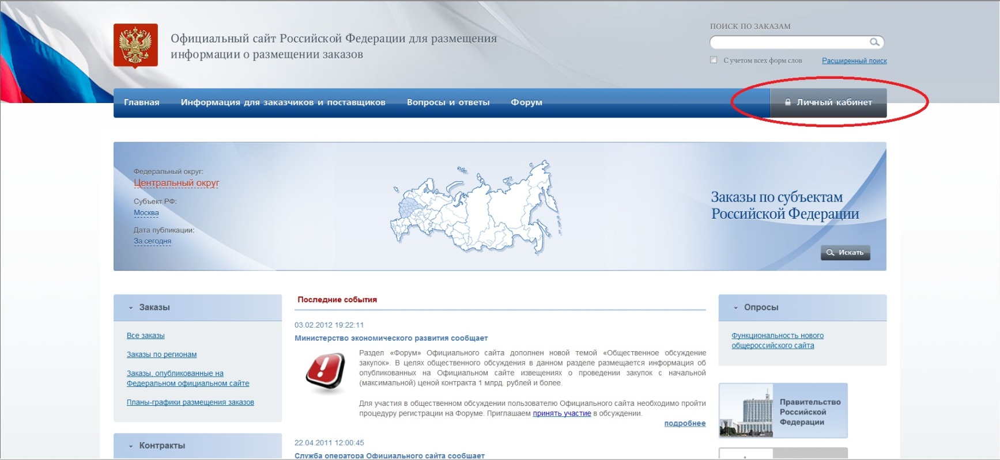 Официальный сайт Российской Федерации для размещения
информации о размещении заказов
ПОИСК ПО ЗАКАЗАМ
С учетом всех форм слов
Расширенный поиск
Главная
Информация для заказчиков и поставщиков
Вопросы и ответы
Форум
Личный кабинет
Федеральный округ:
Центральный округ
Субъект РФ:
Москва
Дата публикации:
За сегодня
Заказы по субъектам
Российской Федерации
Искать
Заказы
Все заказы
Заказы по регионам
Заказы, опубликованные на
Федеральном официальном сайте
Планы-графики размещения заказов
Контракты
Последние события
03.02.2012 19:22:11
Министерство экономического развития сообщает
Раздел «Форум» Официального сайта дополнен новой темой «Общественное обсуждение
закупок». В целях общественного обсуждения в данном разделе размещается информация об
опубликованных на Официальном сайте извещениях о проведении закупок с начальной
(максимальной) ценой контракта 1 млрд. рублей и более.
Для участия в общественном обсуждении пользователю Официального сайта необходимо пройти
процедуру регистрации на Форуме. Приглашаем принять участие в обсуждении.
подробнее
22.04.2011 12:00:45
Служба оператора Официального сайта сообщает
Опросы
Функциональность нового
общероссийского сайта
Правительство
Российской
Федерации